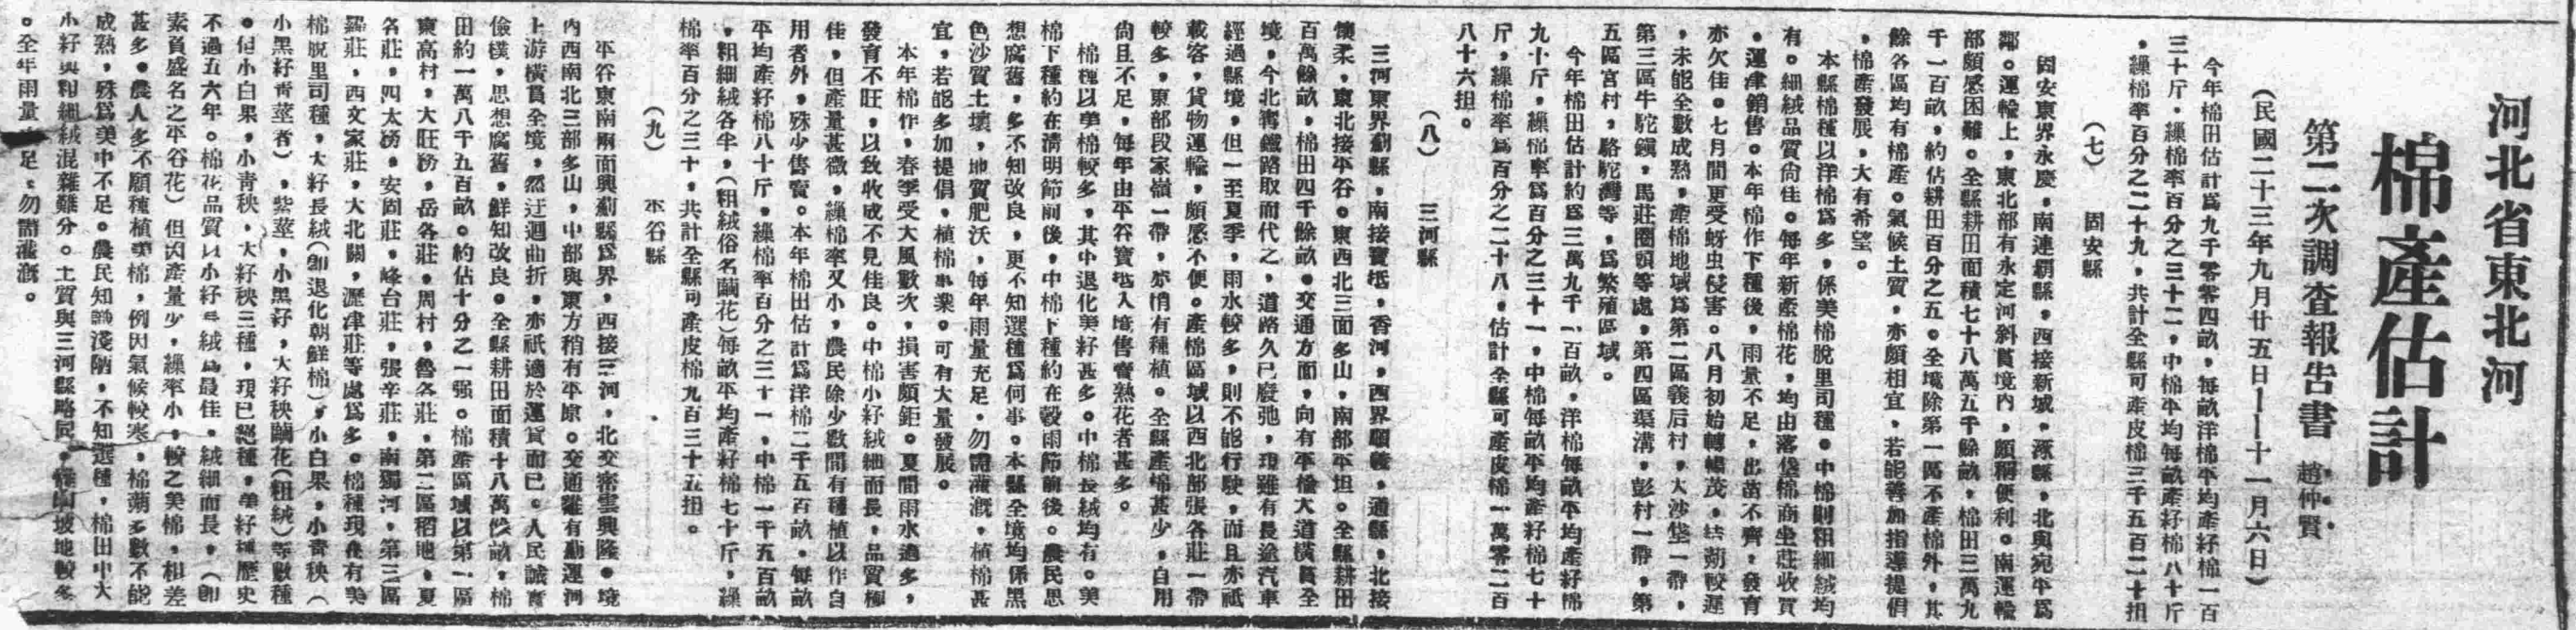 河北省東北河
棉產估計
第二次調查報告書　趙仲賢
（民國二十三年九月廿五日——十一月六日）
今年棉田估計爲九千零零四畝，每畝洋棉平均產籽棉一百
三十斤。繰棉率百分之三十二，中棉平均每畝產籽棉八十斤
，繰棉率百分之二十九，共計全縣可產皮棉三千五百二十担
（七）　固安縣
固安東界永慶，南連霸縣，西接新城，涿縣，北與宛平爲
鄰。運輸上，東北部有永定河斜貫境內，頗稱便利。南運輸
部頗感困難。全縣耕田面積七十八萬五千餘畝，棉田三萬九
千一百畝，約佔耕田百分之五。全境除第一區不產棉外，其
餘各區均有棉產。氣候土質，亦頗相宜，若能善加指導提倡
，棉產發展，大有希望。
本縣棉種以洋棉爲多，係美棉脫里司種。中棉則粗細絨均
有。細絨品質尙佳。每年新產棉花，均由落垡棉商坐莊收買
，運津銷售。本年棉作下種後，雨量不足，出苗不齊，發育
亦欠佳。七月間更受蚜虫侵害。八月初始轉暢茂，結蒴較遲
，未能全數成熟，產棉地域爲第二區義后村，大沙垡一帶，
第三區牛駝鎭，馬莊圈頭等處，第四區渠溝，彭村一帶，第
五區宮村，駱駝灣等，爲繁殖區域。
今年棉田估計約爲三萬九千一百畝，洋棉每畝平均產籽棉
九十斤，繰棉率爲百分之三十一，中棉每畝平均產籽棉七十
斤，繰棉率爲百分之二十八，估計全縣可產皮棉一萬零二百
八十六担。
（八）　三河縣
三河東界薊縣，南接寶坻，香河，西界順義，通縣，北接
懷柔，東北接平谷。東西北三面多山，南部平坦。全縣耕田
百萬餘畝，棉田四千餘畝。交通方面，向有平楡大道橫貫全
境，今北甯鐵路取而代之，道路久已廢弛，現雖有長途汽車
經過縣境，但一至夏季，雨水較多，則不能行駛，而且亦祇
載客，貨物運輸，頗感不便。產棉區域以西北部張各莊一帶
較多，東部段家嶺一帶，亦稍有種植。全縣產棉甚少，自用
尙且不足，每年由平谷寶坻入境售賣熟花者甚多。
棉種以美棉較多，其中退化美籽甚多。中棉長絨均有。美
棉下種約在淸明節前後，中棉下種約在穀雨節前後。農民思
想腐舊，多不知改良，更不知選種爲何事。本縣全境均係黑
色沙質土壤，地質肥沃，每年雨量充足，勿需灌漑，植棉甚
宜，若能多加提倡，植棉事業。可有大量發展。
本年棉作，春季受大風數次，損害頗鉅。夏間雨水過多，
發育不旺，以致收成不見佳良。中棉小籽絨細而長，品質極
佳，但產量甚微，繰棉率又小，農民除少數間有種植以作自
用者外，殊少售賣。本年棉田估計爲洋棉二千五百畝，每畝
平均產籽棉八十斤，繰棉率百分之三十一，中棉一千五百畝
，粗細絨各半，（粗絨俗名繭花）每畝平均產籽棉七十斤，繰
棉率百分之三十，共計全縣可產皮棉九百三十五担。
（九）　平谷縣
平谷東南兩面與薊縣爲界，西接三河，北交密雲興隆。境
內西南北三部多山，中部與東方稍有平原。交通雖有薊運河
上游橫貫全境，然迂迴曲折，亦祇適於運貨而已。人民誠實
儉樸，思想腐舊，鮮知改良。全縣耕田面積十八萬餘畝，棉
田約一萬八千五百畝。約佔十分之一强。棉產區域以第一區
東高村，大旺務，岳各莊，周村，魯各莊，第二區稻地，夏
各莊，四太務，安固莊，峰台莊，張辛莊，南獨河，第三區
羅莊，西文家莊，大北關，瀝津莊等處爲多。棉種現在有美
棉脫里司種，大籽長絨（卽退化朝鮮棉），小白果，小靑秧（
小黑籽靑莖者），紫莖，小黑籽，大籽秧繭花（粗絨）等數種
。但小白果，小靑秧，大籽秧三種，現已絕種，美籽種歷史
不過五六年。棉花品質以小籽長絨爲最佳，絨細而長，（卽
素負盛名之平谷花）但因產量少，繰率小，較之美棉，相差
甚多。農人多不願種植美棉，例因氣候較寒，棉蒴多數不能
成熟，殊爲美中不足。農民知識淺陋，不知選種，棉田中大
小籽與粗細絨混雜難分。土質與三河縣略同，惟山坡地較多
。全年雨量　足，勿需灌漑。